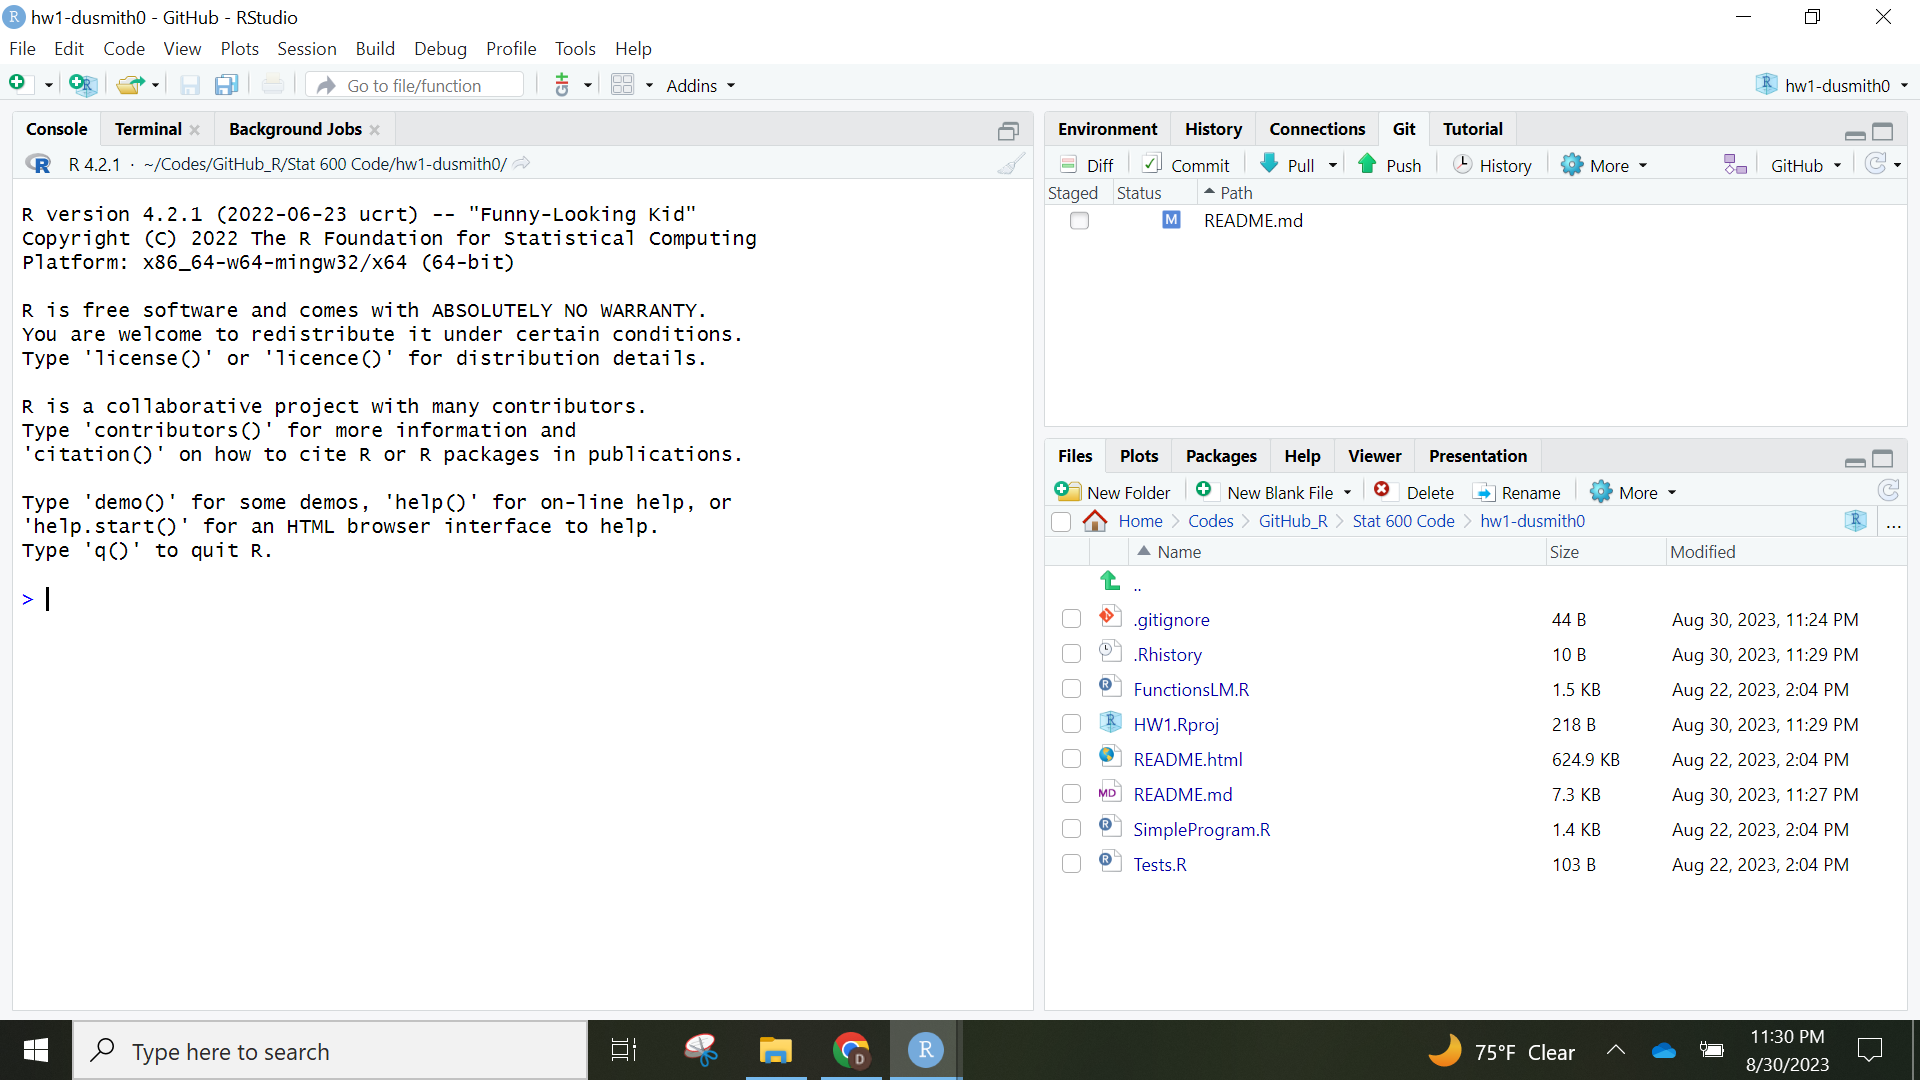 hw1-dusmith0 - GitHub - RStudio
File Edit Code View Plots Session Build Debug Profile Tools Help
Go to file/function Addins hw1-dusmith0
Console Terminal Background Jobs
R 4.2.1 · ~/Codes/GitHub_R/Stat 600 Code/hw1-dusmith0/
R version 4.2.1 (2022-06-23 ucrt) -- "Funny-Looking Kid"
Copyright (C) 2022 The R Foundation for Statistical Computing
Platform: x86_64-w64-mingw32/x64 (64-bit)
R is free software and comes with ABSOLUTELY NO WARRANTY.
You are welcome to redistribute it under certain conditions.
Type 'license()' or 'licence()' for distribution details.
R is a collaborative project with many contributors.
Type 'contributors()' for more information and
'citation()' on how to cite R or R packages in publications.
Type 'demo()' for some demos, 'help()' for on-line help, or
'help.start()' for an HTML browser interface to help.
Type 'q()' to quit R.
>
Environment History Connections Git Tutorial
Diff Commit Pull Push History More GitHub
Staged Status Path
M README.md
Files Plots Packages Help Viewer Presentation
New Folder New Blank File Delete Rename More
Home Codes GitHub_R Stat 600 Code hw1-dusmith0 ...
Name Size Modified
..
.gitignore 44 B Aug 30, 2023, 11:24 PM
.Rhistory 10 B Aug 30, 2023, 11:29 PM
FunctionsLM.R 1.5 KB Aug 22, 2023, 2:04 PM
HW1.Rproj 218 B Aug 30, 2023, 11:29 PM
README.html 624.9 KB Aug 22, 2023, 2:04 PM
README.md 7.3 KB Aug 30, 2023, 11:27 PM
SimpleProgram.R 1.4 KB Aug 22, 2023, 2:04 PM
Tests.R 103 B Aug 22, 2023, 2:04 PM
Type here to search
75°F Clear
11:30 PM
8/30/2023